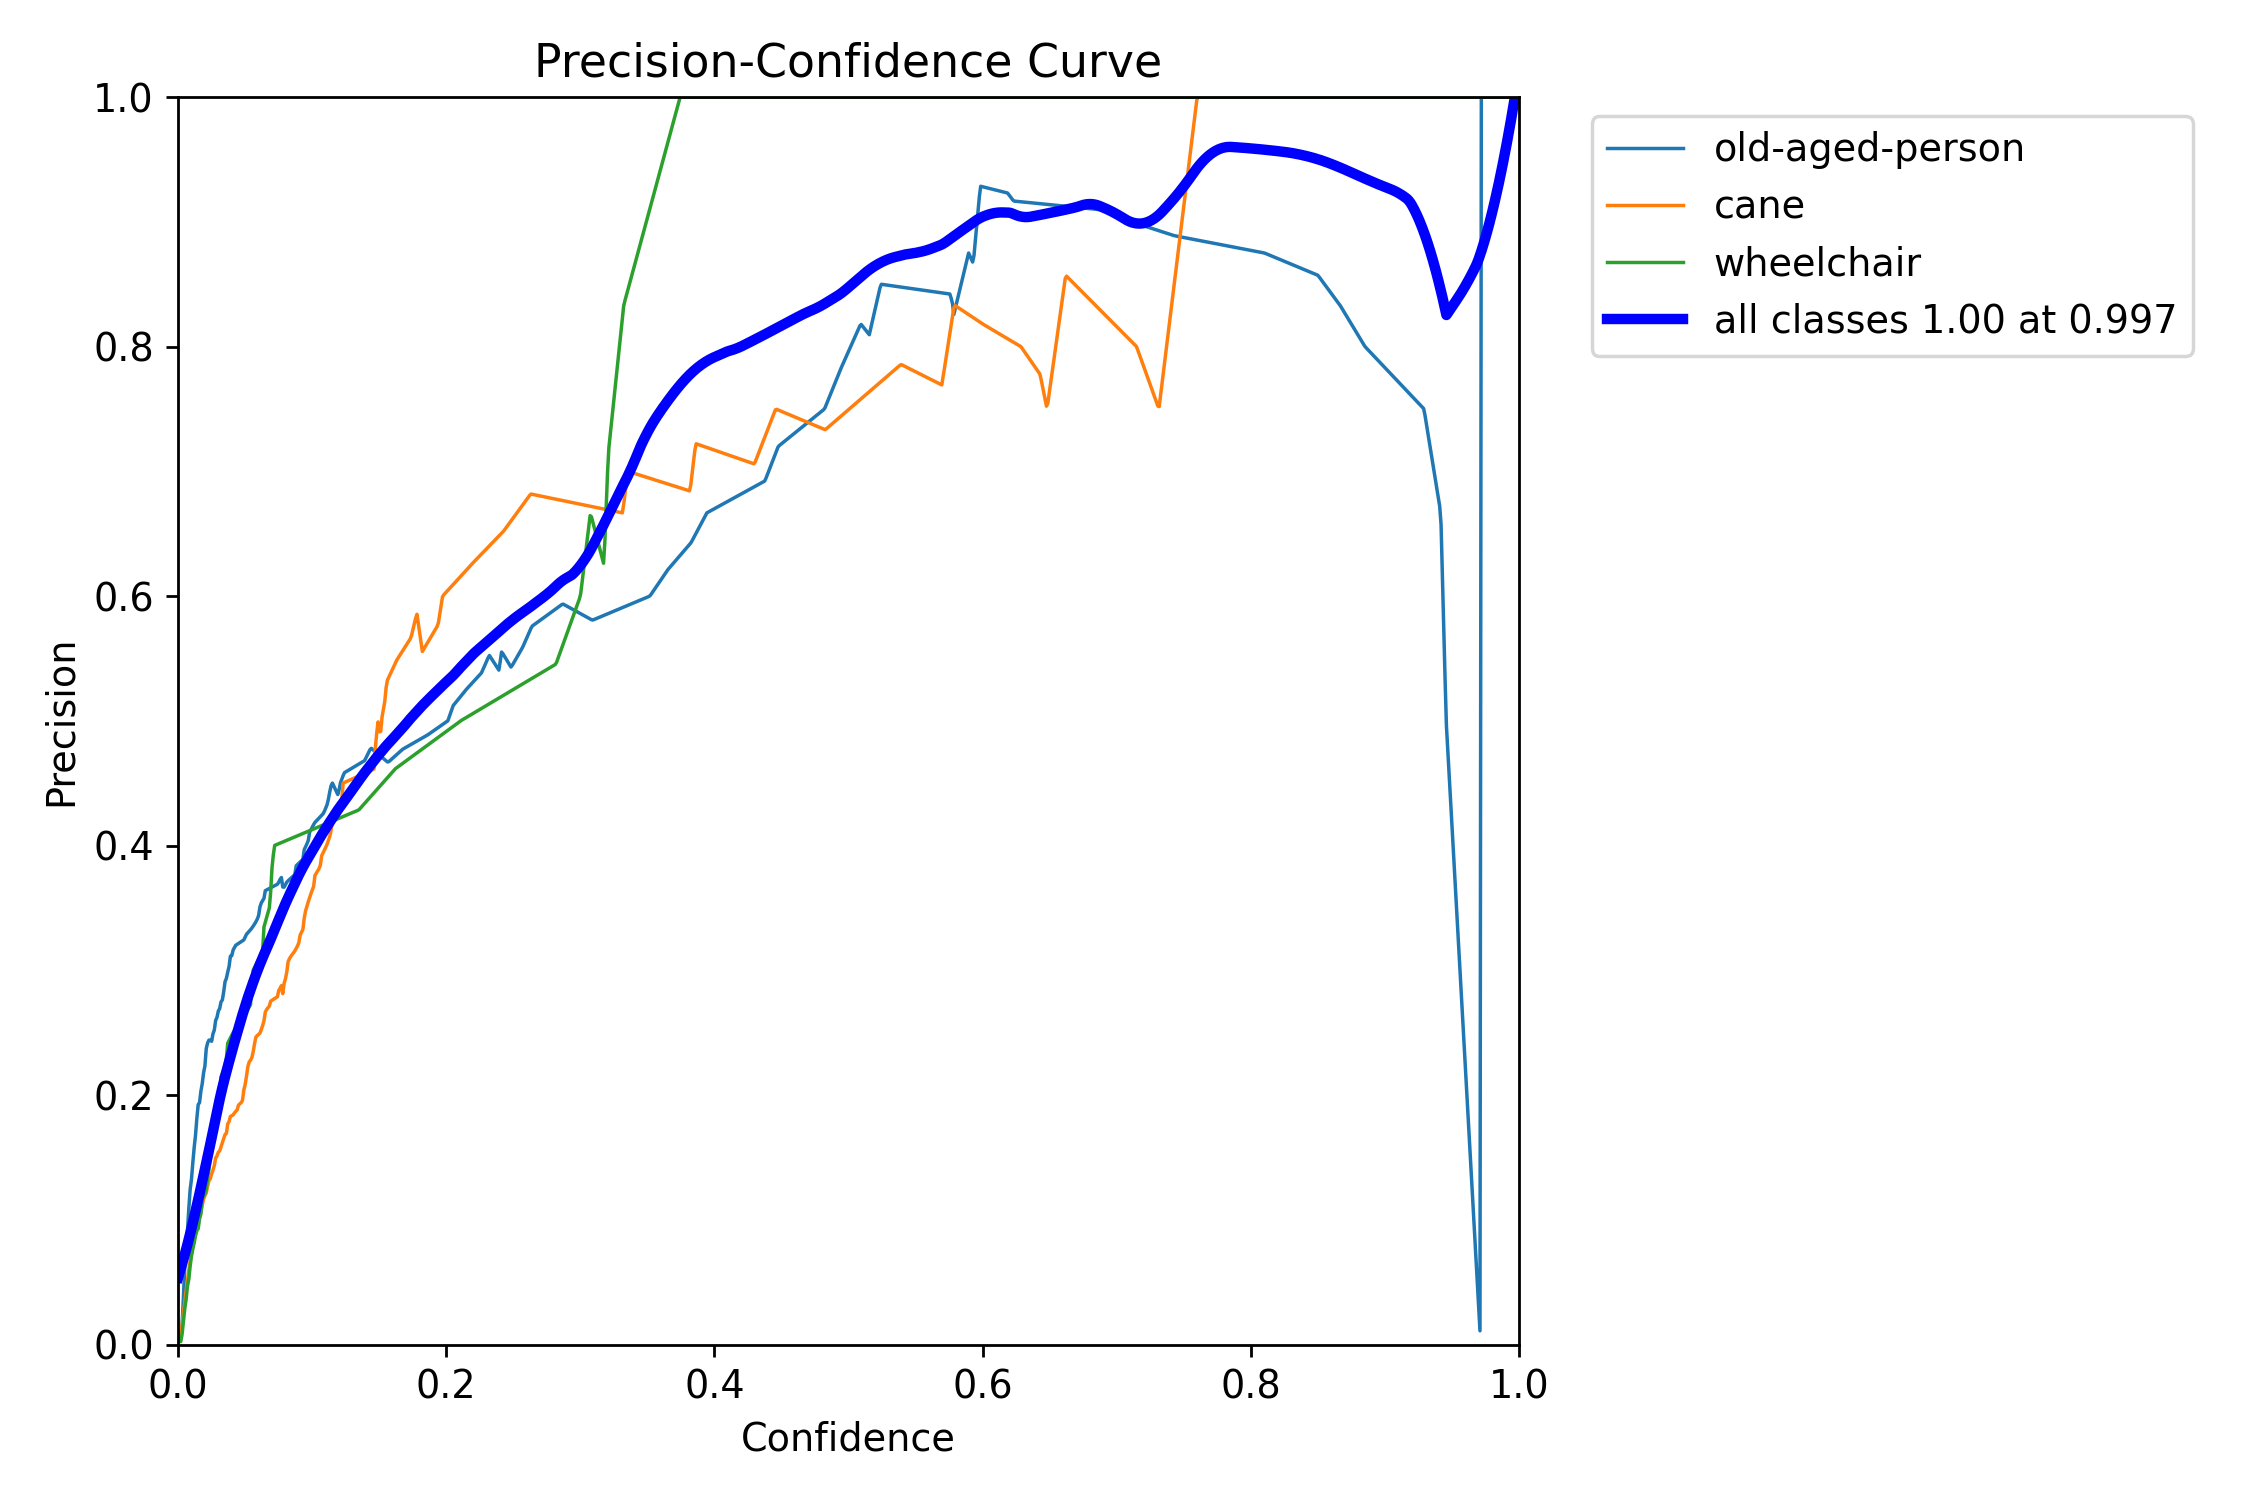 Precision-Confidence Curve
1.0
0.8
0.6
0.4
0.2
0.0
Precision
0.0 0.2 0.4 0.6 0.8 1.0
Confidence
old-aged-person
cane
wheelchair
all classes 1.00 at 0.997